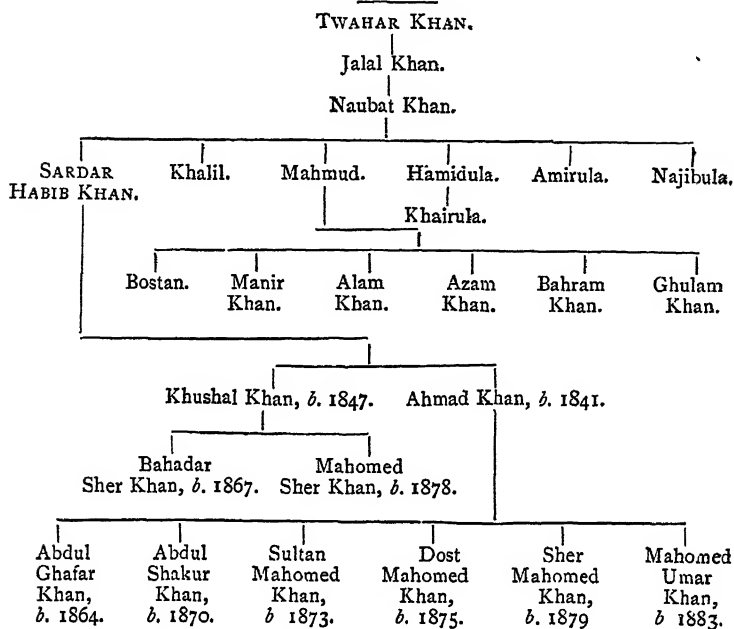 TWAHAR KHAN.
Jalal Khan.
Naubat Khan.
SARDAR HABIB KHAN. Khalil. Mahmud. Hamidula. Amirula. Najibula.
Khairula.
Bostan. Manir Khan. Alam Khan. Azam Khan. Bahram Khan. Ghulam Khan.
Khushal Khan, b. 1847. Ahmad Khan, b. 1841.
Bahadar Sher Khan, b. 1867. Mahomed Sher Khan, b. 1878.
Abdul Ghafar Khan, b. 1864. Abdul Shakur Khan, b. 1870. Sultan Mahomed Khan, b 1873. Dost Mahomed Khan, b. 1875. Sher Mahomed Khan, b. 1879 Mahomed Umar Khan, b 1883.